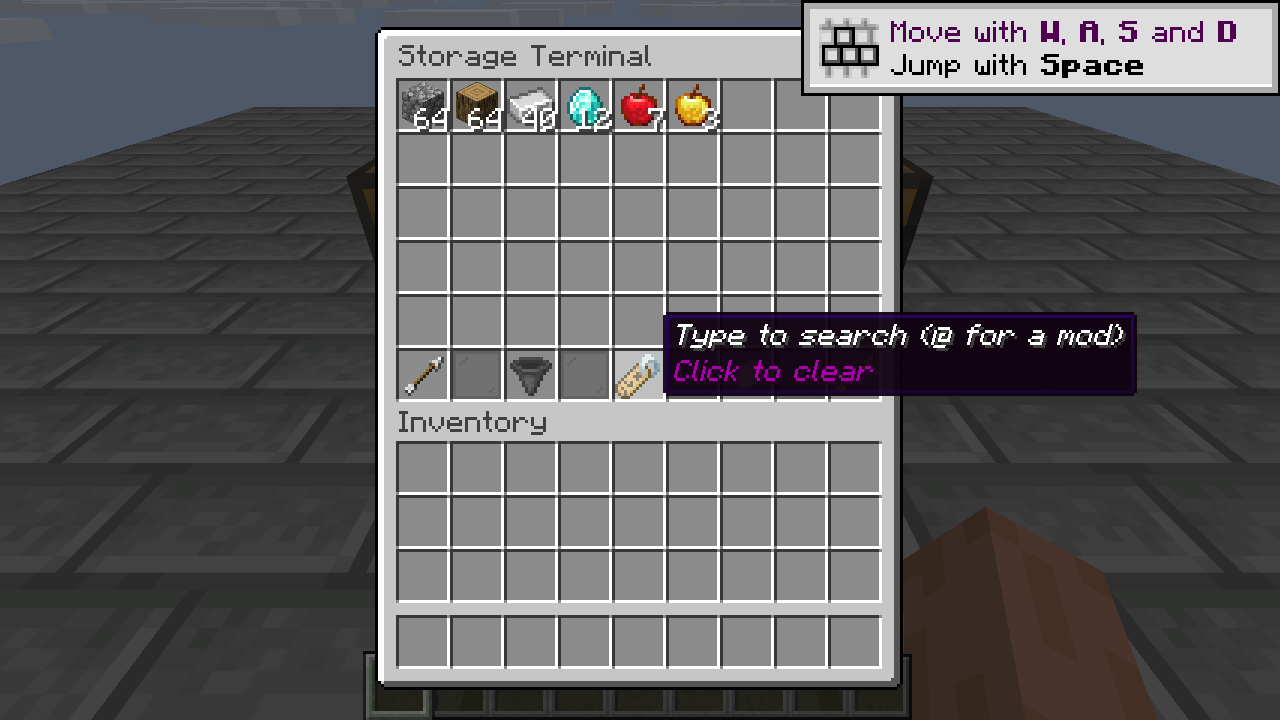 Storage Terminal
Move with W, A, S and D
Jump with Space
64 64 40 12 7 3
Type to search (@ for a mod)
Click to clear
Inventory